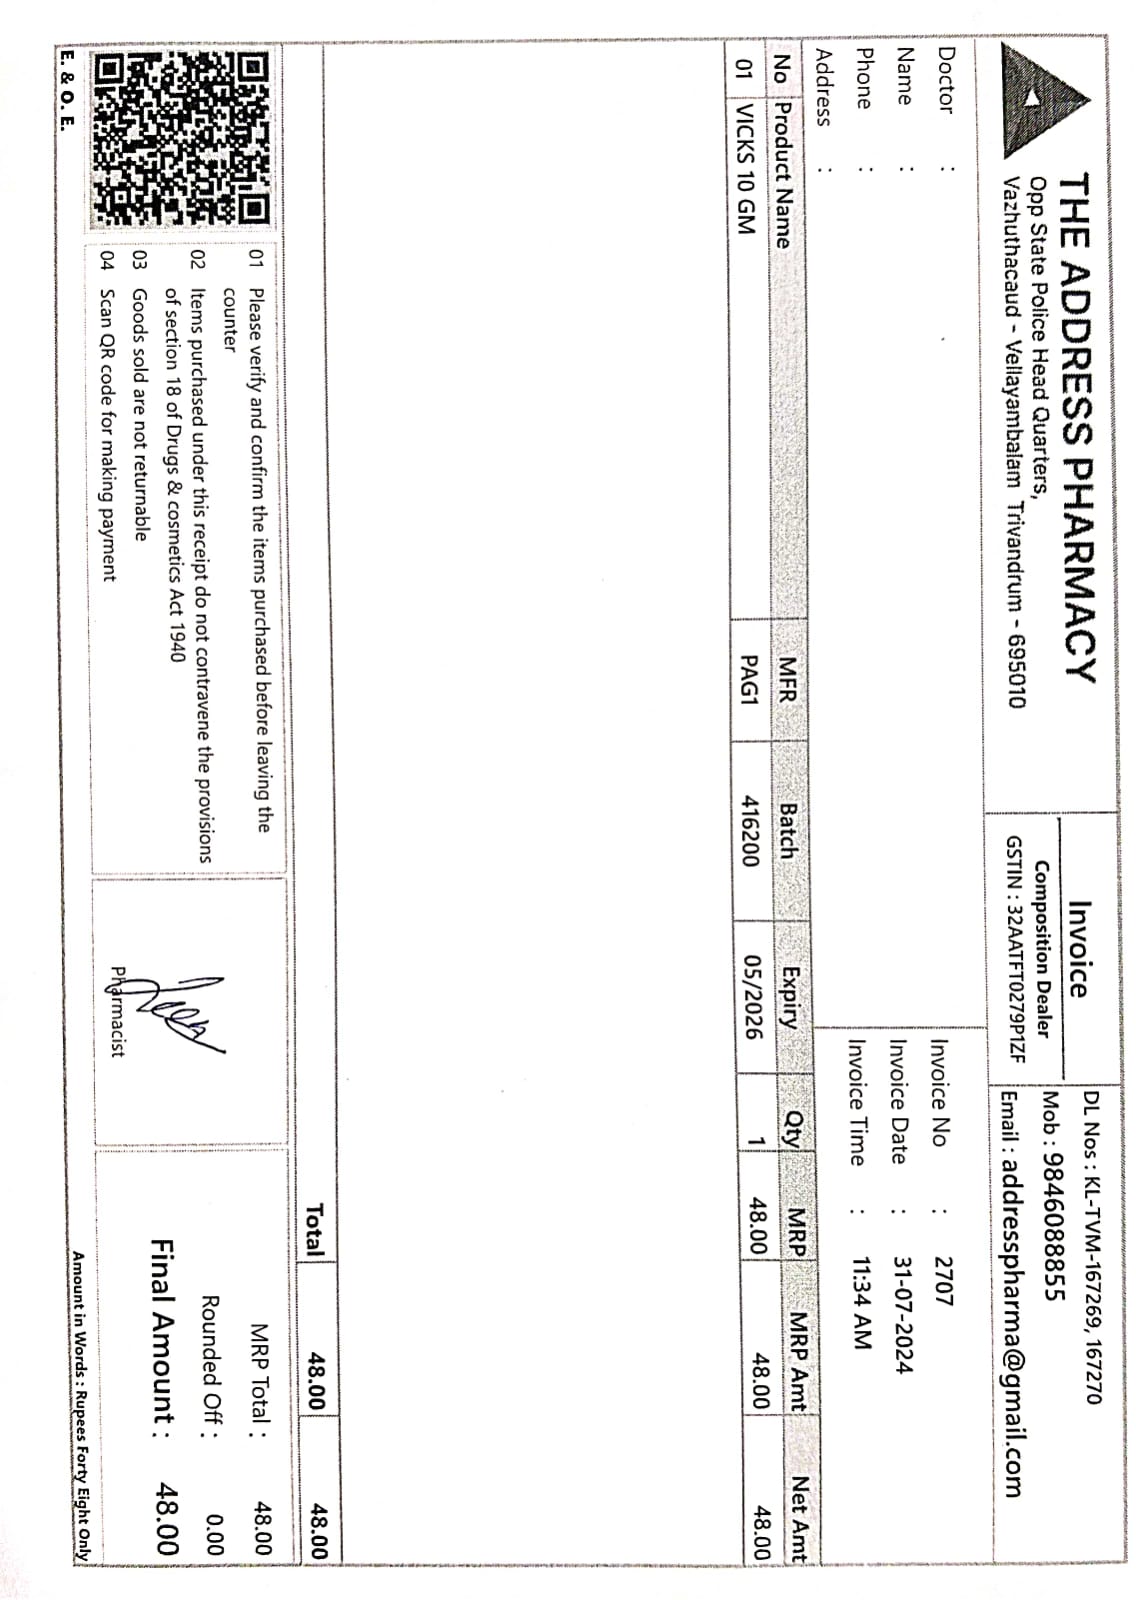 THE ADDRESS PHARMACY
Opp State Police Head Quarters,
Vazhuthacaud - Vellayambalam Trivandrum - 695010
Invoice
Composition Dealer
GSTIN : 32AATFT0279P1ZF
DL Nos : KL-TVM-167269, 167270
Mob : 9846088855
Email : addresspharma@gmail.com
Doctor :
Name :
Phone :
Address :
Invoice No : 2707
Invoice Date : 31-07-2024
Invoice Time : 11:34 AM
No Product Name MFR Batch Expiry Qty MRP MRP Amt Net Amt
01 VICKS 10 GM PAG1 416200 05/2026 1 48.00 48.00 48.00
Total 48.00 48.00
01 Please verify and confirm the items purchased before leaving the
counter
02 Items purchased under this receipt do not contravene the provisions
of section 18 of Drugs & cosmetics Act 1940
03 Goods sold are not returnable
04 Scan QR code for making payment
Pharmacist
MRP Total : 48.00
Rounded Off : 0.00
Final Amount : 48.00
E. & O. E.
Amount in Words : Rupees Forty Eight Only